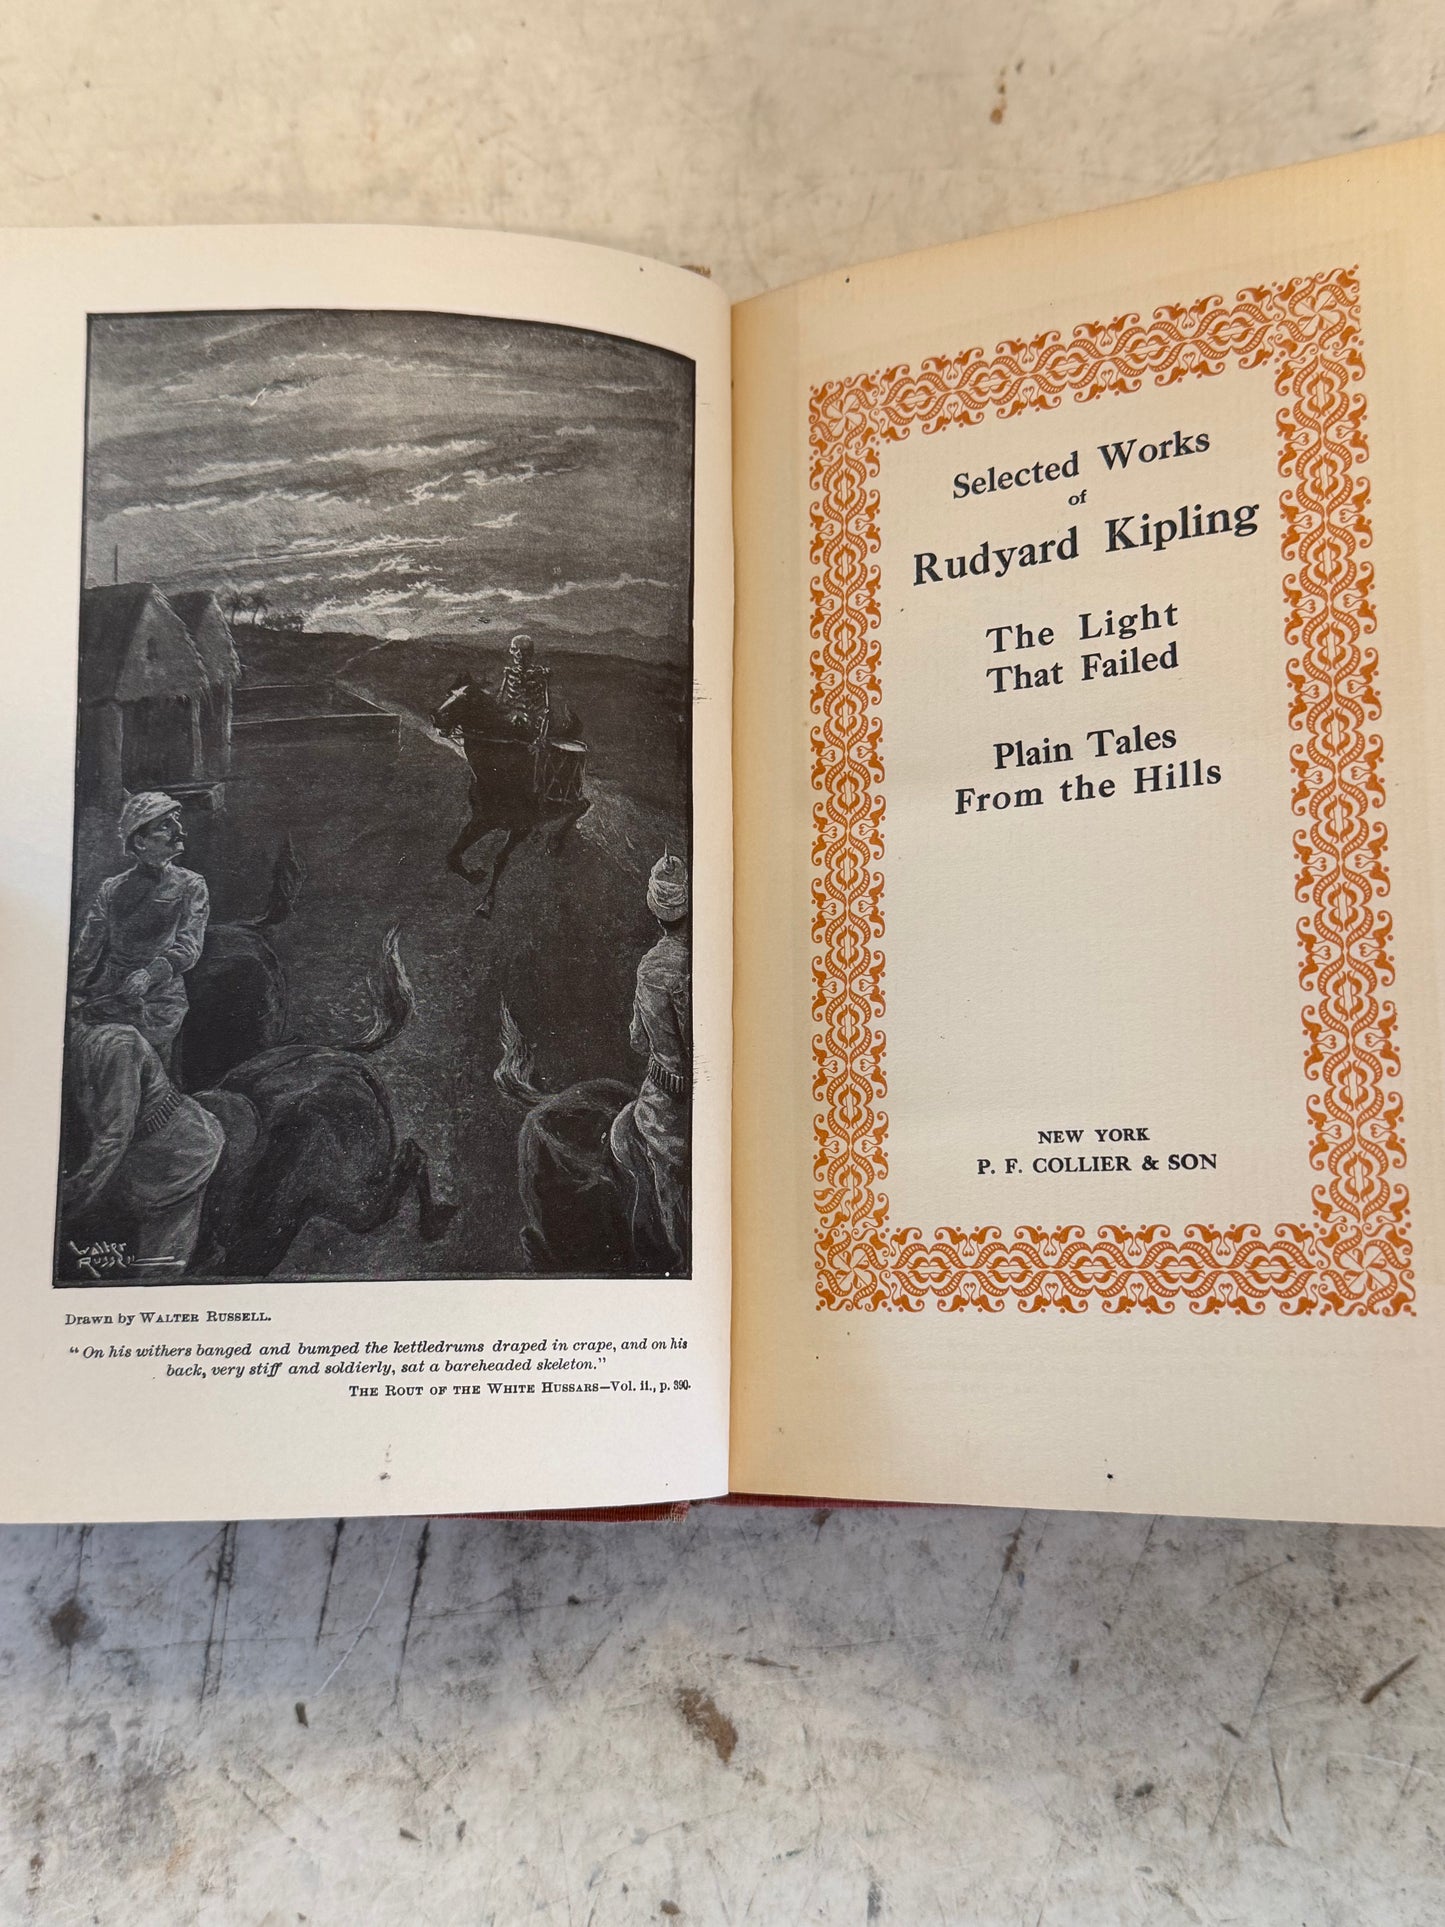 Walter
Russell
Drawn by WALTER RUSSELL.
“On his withers banged and bumped the kettledrums draped in crape, and on his
back, very stiff and soldierly, sat a bareheaded skeleton.”
THE ROUT OF THE WHITE HUSSARS—Vol. ii., p. 390.
Selected Works
of
Rudyard Kipling
The Light
That Failed
Plain Tales
From the Hills
NEW YORK
P. F. COLLIER & SON